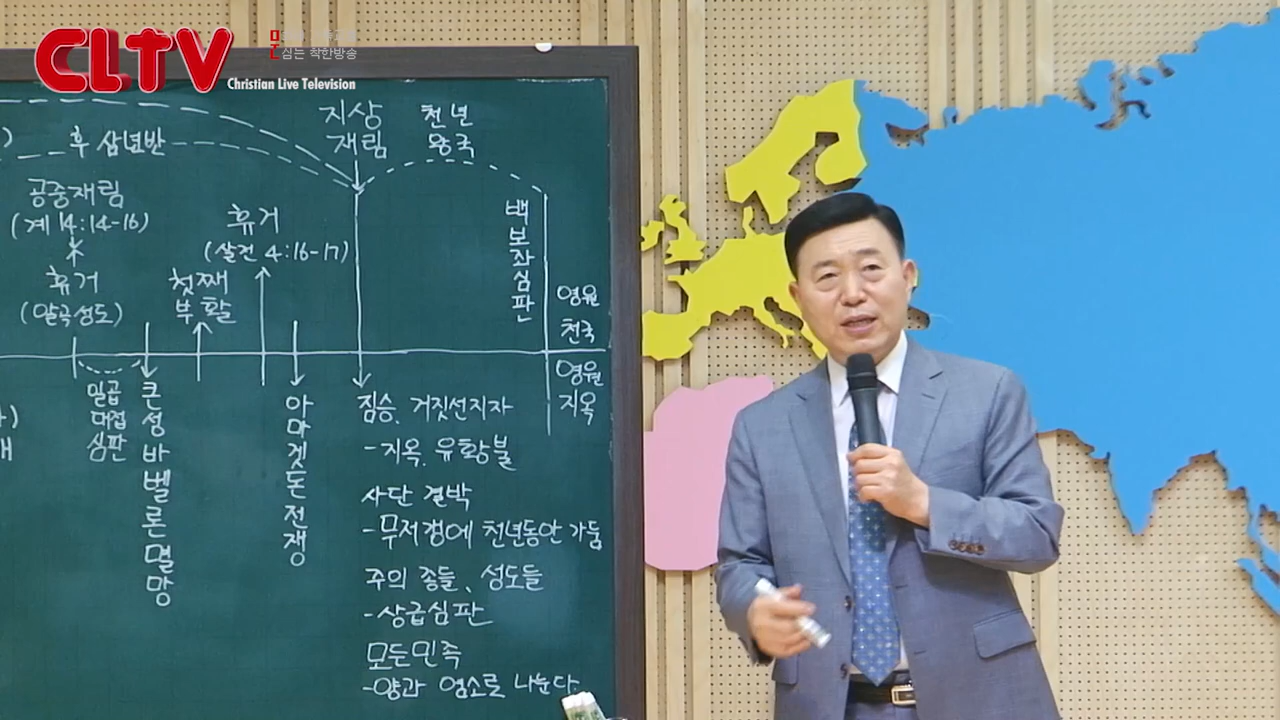 CLTV
심는 착한방송
Christian Live Television
후 삼년반
지상
재림
천년
왕국
공중재림
(계 14:14-16)
휴거
(알곡성도)
첫째
부활
휴거
(살전 4:16-17)
백보좌심판
영원
천국
영원
지옥
일곱
대접
심판
큰성바벨론멸망
아마겟돈전쟁
짐승, 거짓선지자
-지옥, 유황불
사단 결박
-무저갱에 천년동안 가둠
주의 종들, 성도들
-상급심판
모든민족
-양과 염소로 나눈다.